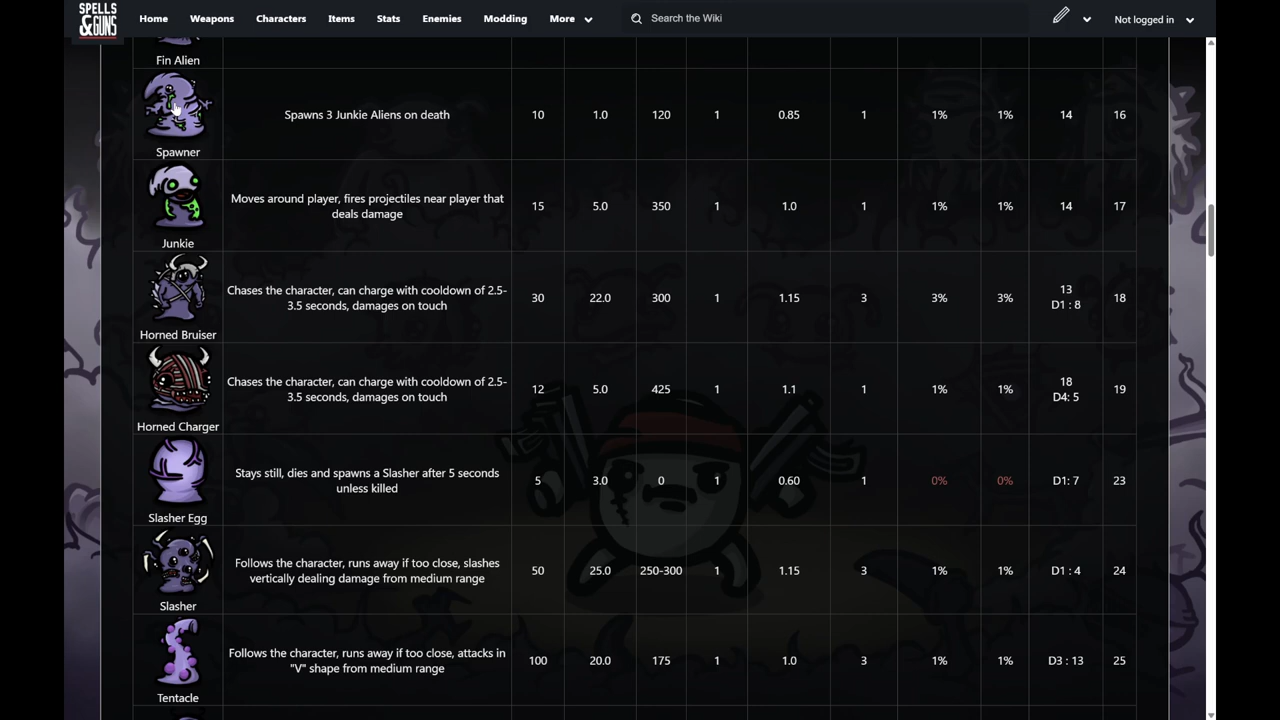 SPELLS
&GUNS
Home
Weapons
Characters
Items
Stats
Enemies
Modding
More
Search the Wiki
Not logged in
Fin Alien
Spawner
Spawns 3 Junkie Aliens on death
10 1.0 120 1 0.85 1 1% 1% 14 16
Junkie
Moves around player, fires projectiles near player that
deals damage
15 5.0 350 1 1.0 1 1% 1% 14 17
Horned Bruiser
Chases the character, can charge with cooldown of 2.5-
3.5 seconds, damages on touch
30 22.0 300 1 1.15 3 3% 3% 13 18
D1 : 8
Horned Charger
Chases the character, can charge with cooldown of 2.5-
3.5 seconds, damages on touch
12 5.0 425 1 1.1 1 1% 1% 18 19
D4: 5
Slasher Egg
Stays still, dies and spawns a Slasher after 5 seconds
unless killed
5 3.0 0 1 0.60 1 0% 0% D1: 7 23
Slasher
Follows the character, runs away if too close, slashes
vertically dealing damage from medium range
50 25.0 250-300 1 1.15 3 1% 1% D1 : 4 24
Tentacle
Follows the character, runs away if too close, attacks in
"V" shape from medium range
100 20.0 175 1 1.0 3 1% 1% D3 : 13 25